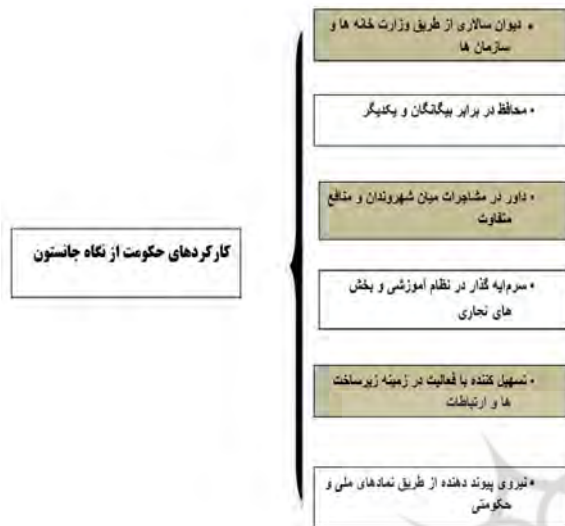 کارکردهای حکومت از نگاه جانستون
• دیوان سالاری از طریق وزارت خانه ها و
سازمان ها
• محافظ در برابر بیگانگان و یکدیگر
• داور در مشاجرات میان شهروندان و منافع
متفاوت
• سرمایه گذار در نظام آموزشی و بخش
های تجاری
• تسهیل کننده با فعالیت در زمینه زیرساخت
ها و ارتباطات
• نیروی پیوند دهنده از طریق نمادهای ملی و
حکومتی